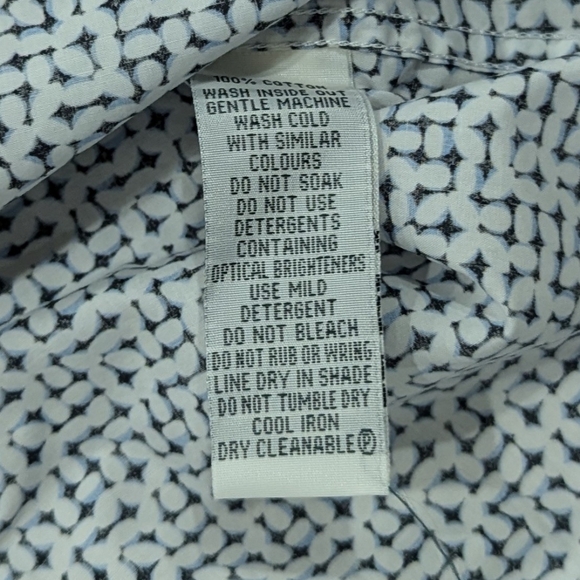 100% COTTON
WASH INSIDE OUT
GENTLE MACHINE
WASH COLD
WITH SIMILAR
COLOURS
DO NOT SOAK
DO NOT USE
DETERGENTS
CONTAINING
OPTICAL BRIGHTENERS
USE MILD
DETERGENT
DO NOT BLEACH
DO NOT RUB OR WRING
LINE DRY IN SHADE
DO NOT TUMBLE DRY
COOL IRON
DRY CLEANABLE Ⓟ